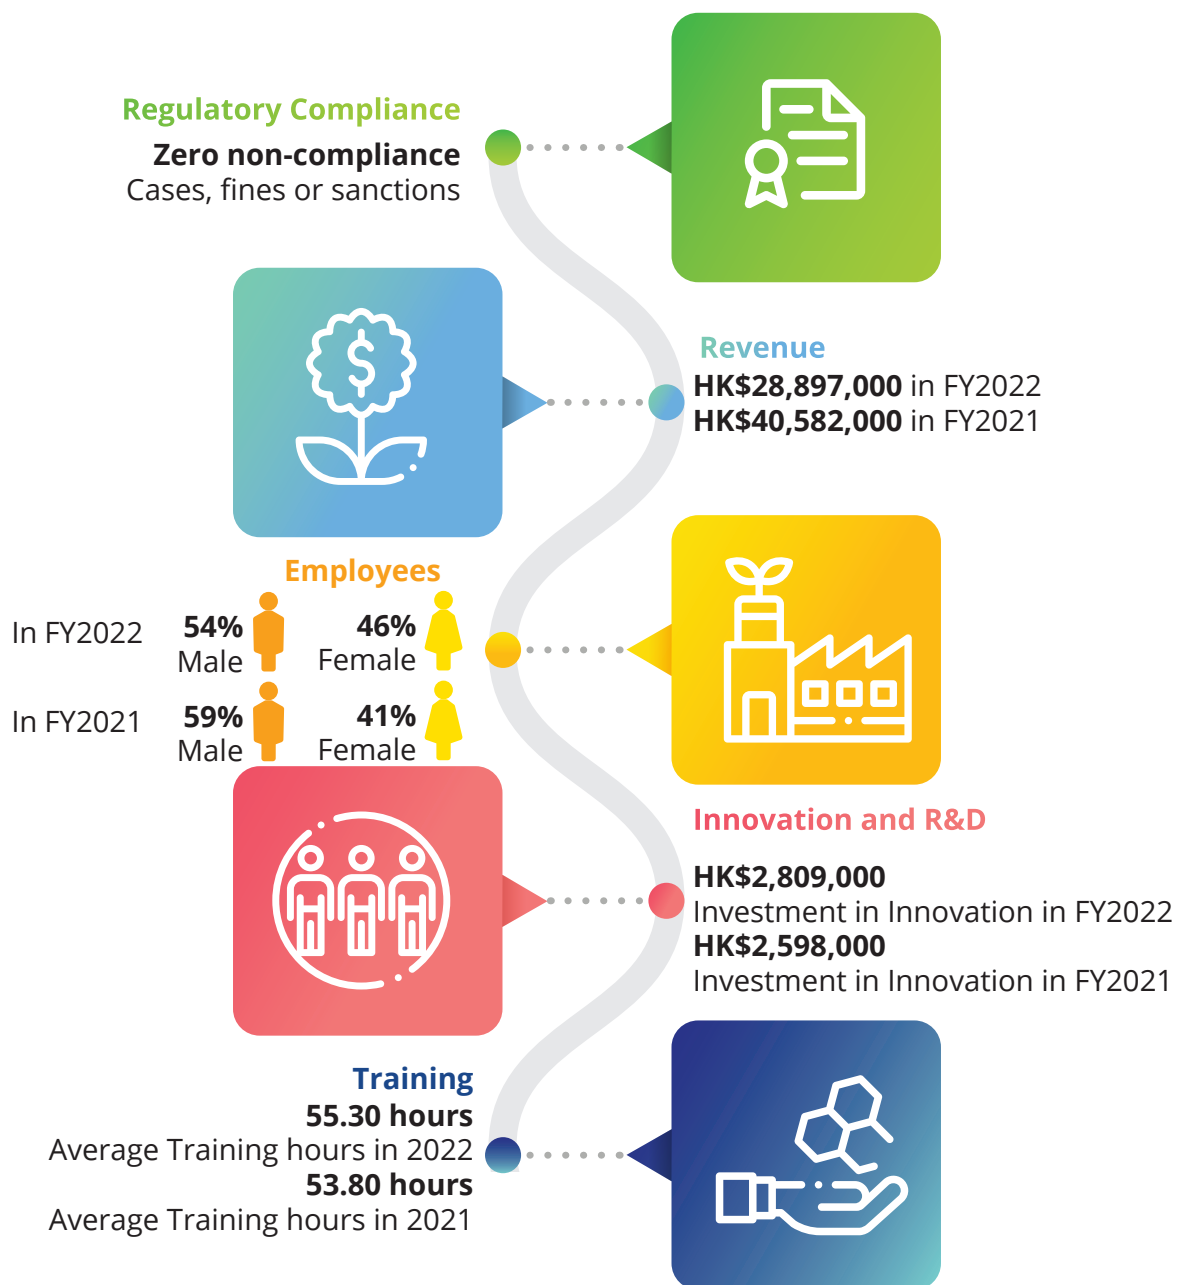 Regulatory Compliance
Zero non-compliance
Cases, fines or sanctions
$
Revenue
HK$28,897,000 in FY2022
HK$40,582,000 in FY2021
Employees
In FY2022 54% Male 46% Female
In FY2021 59% Male 41% Female
Innovation and R&D
HK$2,809,000
Investment in Innovation in FY2022
HK$2,598,000
Investment in Innovation in FY2021
Training
55.30 hours
Average Training hours in 2022
53.80 hours
Average Training hours in 2021